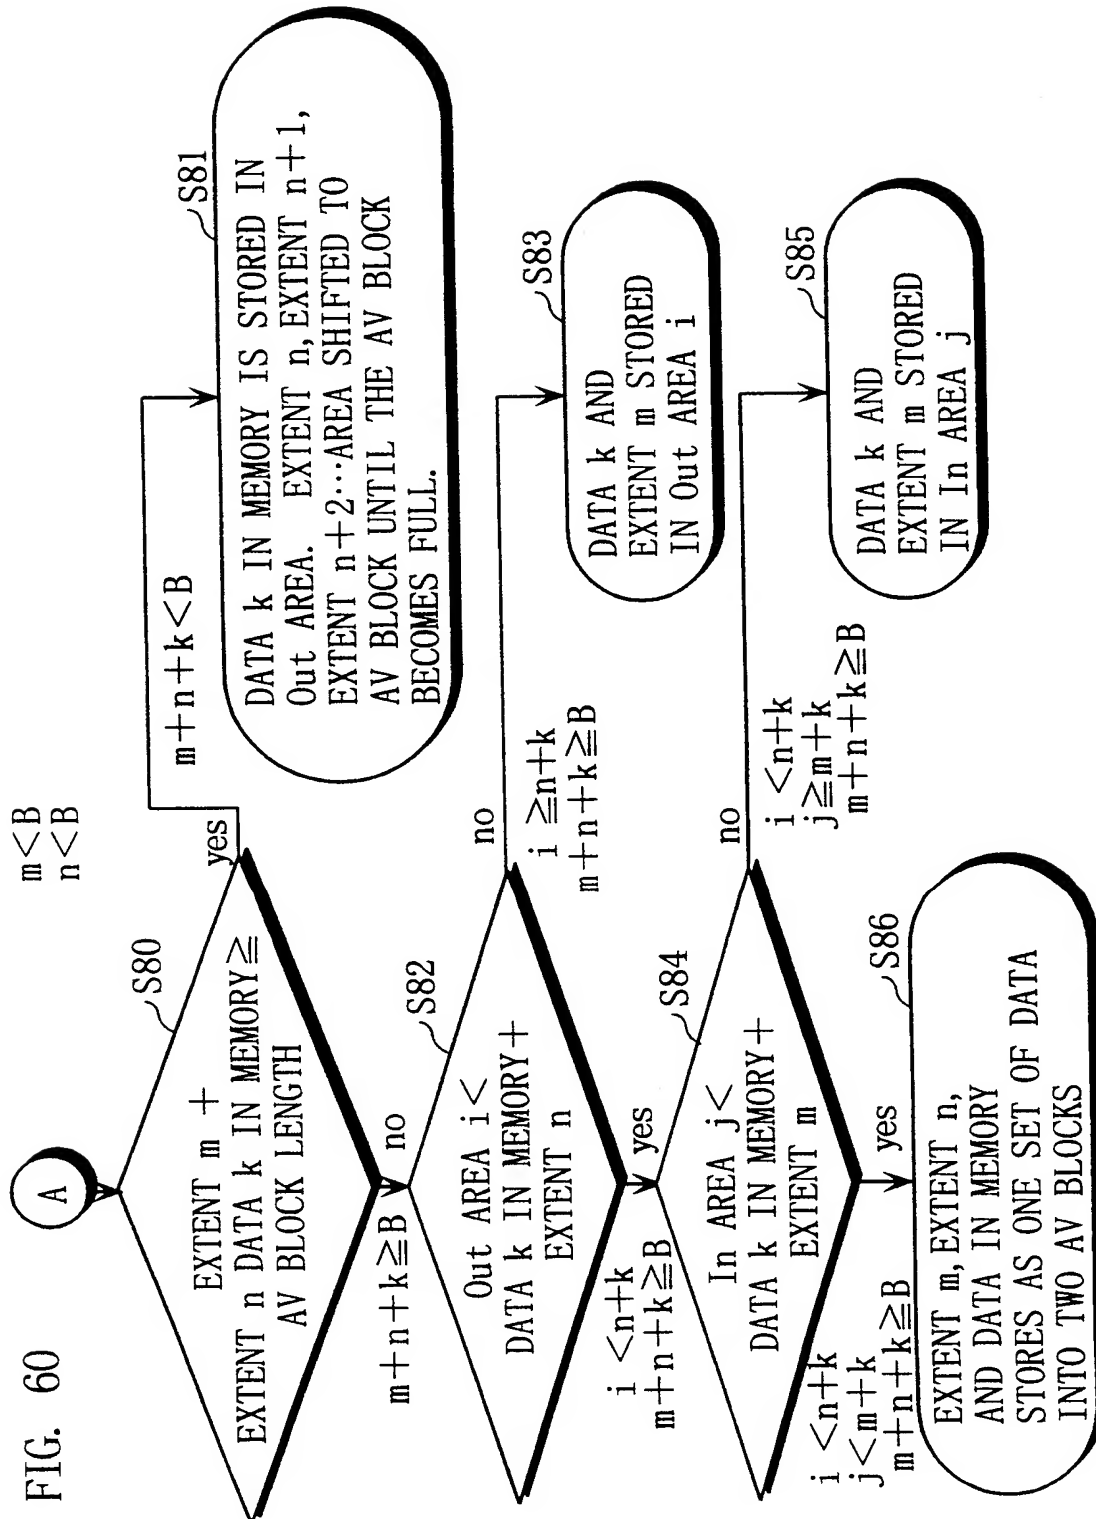 FIG. 60
A
m<B
n<B
S80
EXTENT m +
EXTENT n DATA k IN MEMORY≧
AV BLOCK LENGTH
yes
m+n+k<B
S81
DATA k IN MEMORY IS STORED IN
Out AREA. EXTENT n, EXTENT n+1,
EXTENT n+2···AREA SHIFTED TO
AV BLOCK UNTIL THE AV BLOCK
BECOMES FULL.
no
m+n+k≧B
S82
Out AREA i<
DATA k IN MEMORY+
EXTENT n
no
i ≧n+k
m+n+k≧B
S83
DATA k AND
EXTENT m STORED
IN Out AREA i
yes
i <n+k
m+n+k≧B
S84
In AREA j<
DATA k IN MEMORY+
EXTENT m
no
i <n+k
j≧m+k
m+n+k≧B
S85
DATA k AND
EXTENT m STORED
IN In AREA j
yes
i <n+k
j<m+k
m+n+k≧B
S86
EXTENT m, EXTENT n,
AND DATA IN MEMORY
STORES AS ONE SET OF DATA
INTO TWO AV BLOCKS